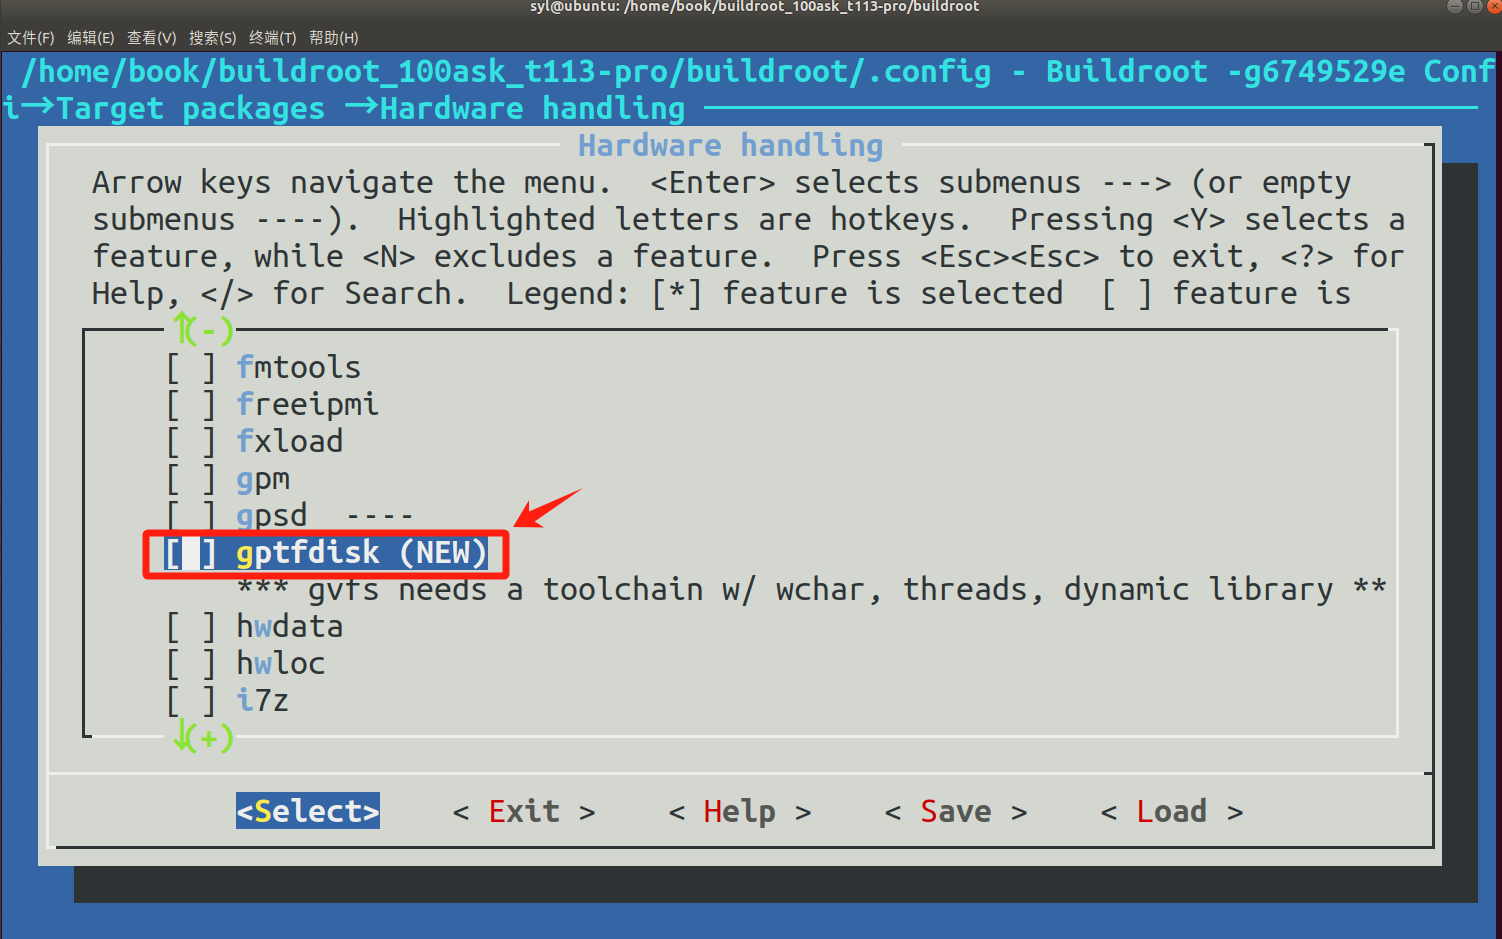 syl@ubuntu: /home/book/buildroot_100ask_t113-pro/buildroot
文件(F) 编辑(E) 查看(V) 搜索(S) 终端(T) 帮助(H)
/home/book/buildroot_100ask_t113-pro/buildroot/.config - Buildroot -g6749529e Conf
i→Target packages →Hardware handling
Hardware handling
Arrow keys navigate the menu.  <Enter> selects submenus ---> (or empty
submenus ----).  Highlighted letters are hotkeys.  Pressing <Y> selects a
feature, while <N> excludes a feature.  Press <Esc><Esc> to exit, <?> for
Help, </> for Search.  Legend: [*] feature is selected  [ ] feature is
↑(-)
[ ] fmtools
[ ] freeipmi
[ ] fxload
[ ] gpm
[ ] gpsd  ----
[ ] gptfdisk (NEW)
*** gvfs needs a toolchain w/ wchar, threads, dynamic library **
[ ] hwdata
[ ] hwloc
[ ] i7z
↓(+)
<Select>    < Exit >    < Help >    < Save >    < Load >